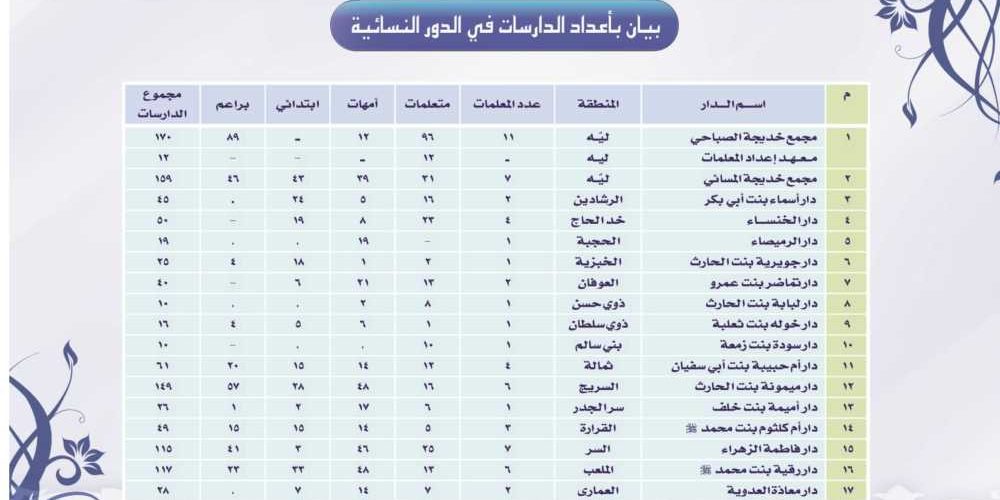 بيان بأعداد الدارسات في الدور النسائية
م اسم الدار المنطقة عدد المعلمات متعلمات أمهات ابتدائي براعم مجموع الدارسات
١ مجمع خديجة الصباحي ليّه ١١ ٩٦ ١٢ - ٨٩ ١٧٠
معهد إعداد المعلمات ليه - ١٢ - - - ١٢
٢ مجمع خديجة المسائي ليّه ٧ ٣١ ٣٩ ٤٣ ٤٦ ١٥٩
٣ دار أسماء بنت أبي بكر الرشادين ٢ ١٦ ٥ ٢٤ ٠ ٤٥
٤ دار الخنساء خد الحاج ٤ ٢٣ ٨ ١٩ - ٥٠
٥ دار الرميصاء الحجبة ١ - ١٩ ٠ ٠ ١٩
٦ دار جويرية بنت الحارث الخبزية ١ ٢ ١ ١٨ ٤ ٢٥
٧ دار تماضر بنت عمرو العوفان ٢ ١٣ ٢١ ٦ - ٤٠
٨ دار لبابة بنت الحارث ذوي حسن ١ ٨ ٢ ٠ ٠ ١٠
٩ دار خوله بنت ثعلبة ذوي سلطان ١ ١ ٦ ٥ ٤ ١٦
١٠ دار سودة بنت زمعة بني سالم ١ ١٠ ٠ ٠ - ١٠
١١ دار أم حبيبة بنت أبي سفيان ثمالة ٤ ١٢ ١٤ ١٥ ٢٠ ٦١
١٢ دار ميمونة بنت الحارث السريج ٦ ١٦ ٤٨ ٢٨ ٥٧ ١٤٩
١٣ دار أميمة بنت خلف سر الجدر ١ ٦ ١٧ ٢ ١ ٢٦
١٤ دار أم كلثوم بنت محمد ﷺ القرارة ٣ ٥ ١٤ ١٥ ١٥ ٤٩
١٥ دار فاطمة الزهراء السر ٧ ٢٥ ٤٦ ٣ ٤١ ١١٥
١٦ دار رقية بنت محمد ﷺ الملعب ٦ ١٣ ٤٨ ٣٣ ٢٣ ١١٧
١٧ دار معاذة العدوية العماري ٢ ٧ ١٤ ٧ ٠ ٢٨